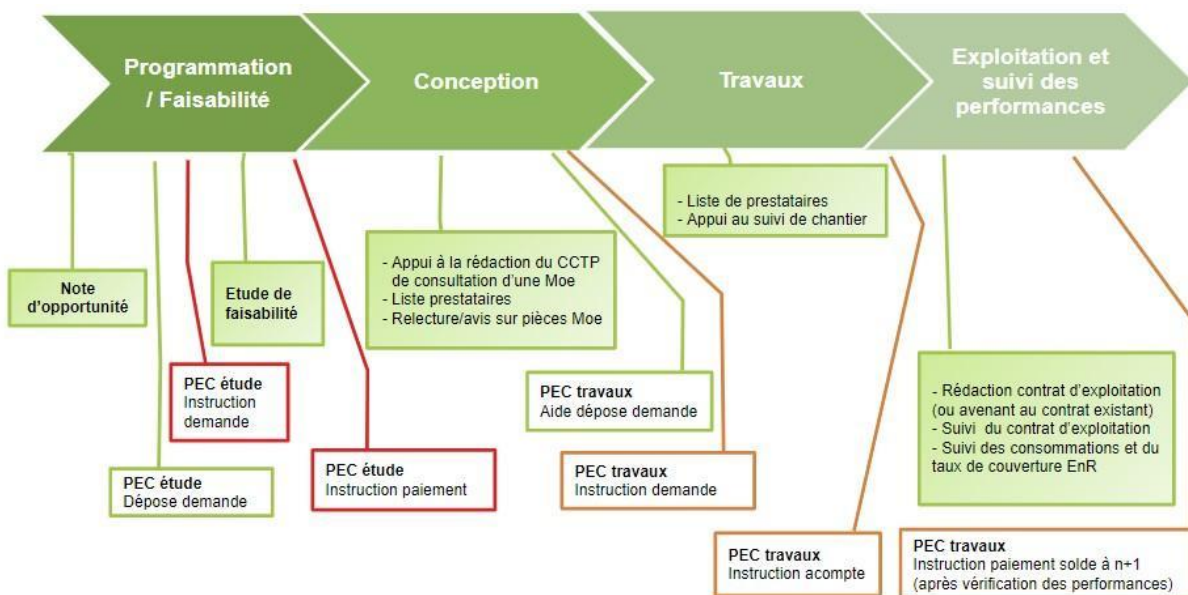 Programmation
/ Faisabilité
Conception
Travaux
Exploitation et
suivi des
performances
Note
d'opportunité
PEC étude
Dépose demande
PEC étude
Instruction
demande
Etude de
faisabilité
PEC étude
Instruction paiement
- Appui à la rédaction du CCTP
de consultation d'une Moe
- Liste prestataires
- Relecture/avis sur pièces Moe
PEC travaux
Aide dépose demande
PEC travaux
Instruction demande
- Liste de prestataires
- Appui au suivi de chantier
PEC travaux
Instruction acompte
- Rédaction contrat d'exploitation
(ou avenant au contrat existant)
- Suivi du contrat d'exploitation
- Suivi des consommations et du
taux de couverture EnR
PEC travaux
Instruction paiement solde à n+1
(après vérification des performances)